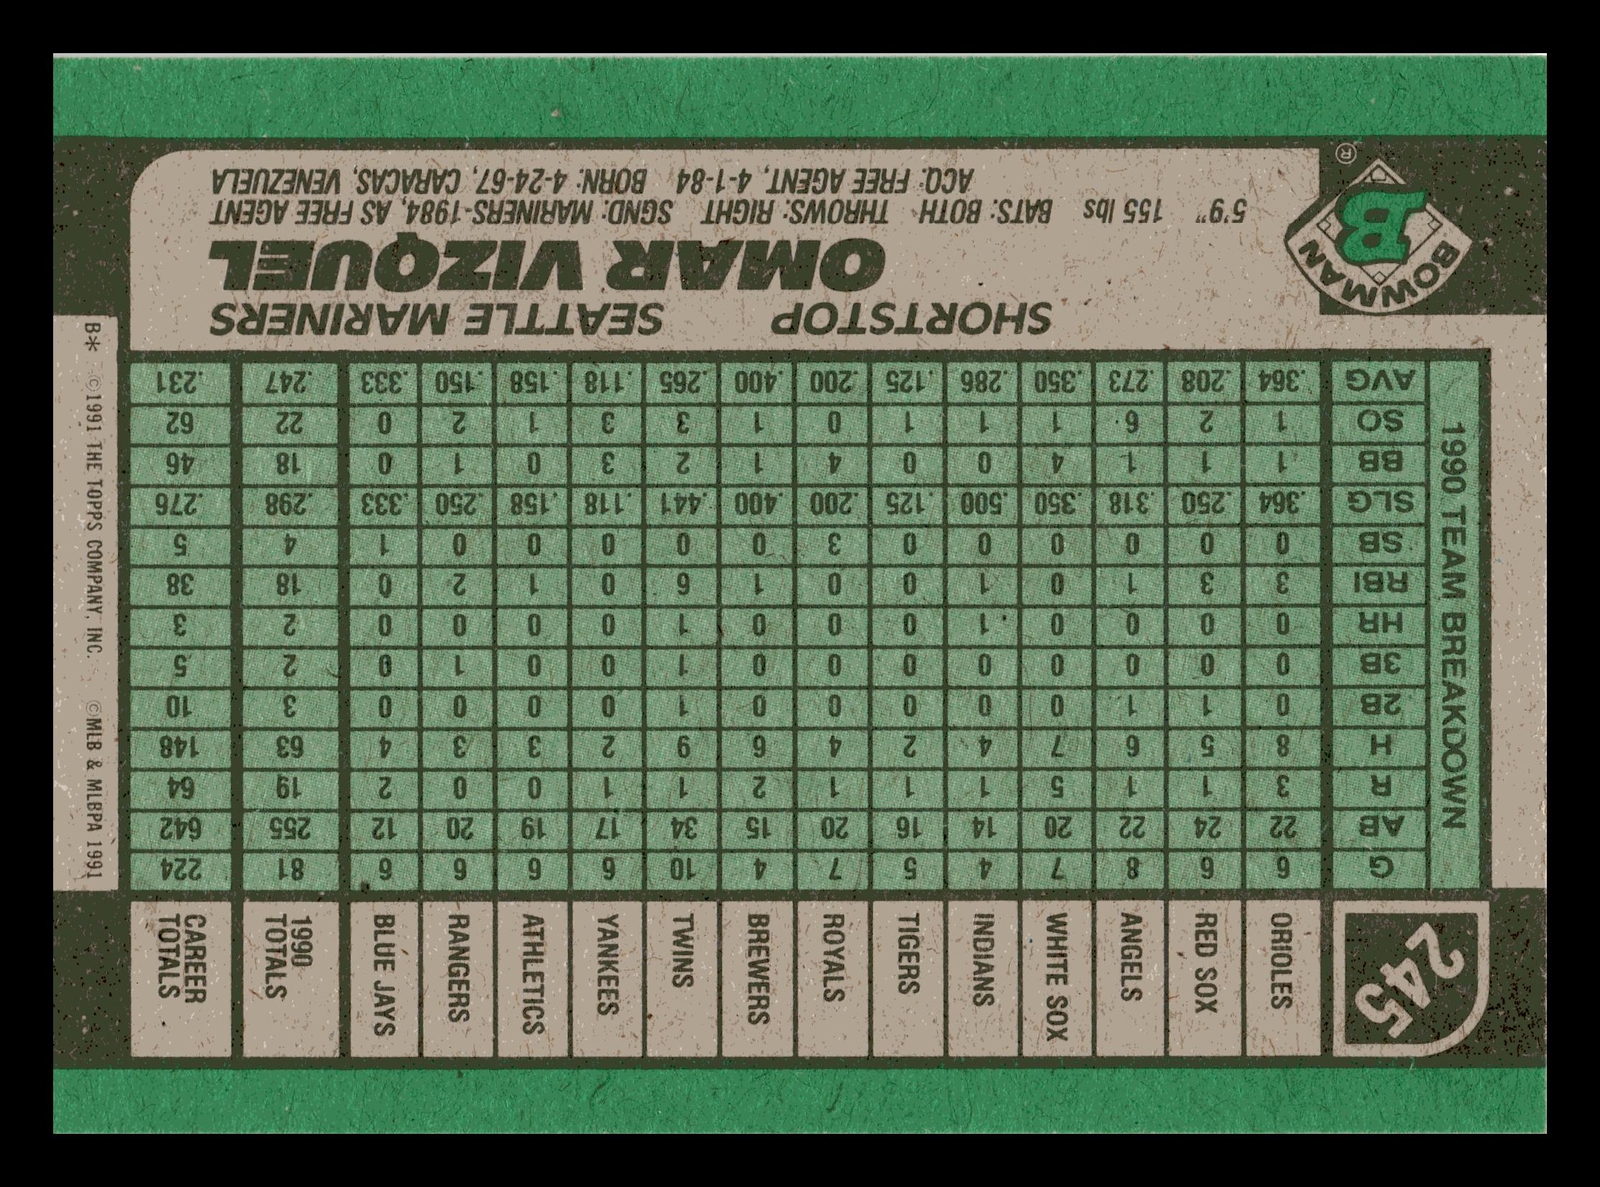 245
ORIOLES
RED SOX
ANGELS
WHITE SOX
INDIANS
TIGERS
ROYALS
BREWERS
TWINS
YANKEES
ATHLETICS
RANGERS
BLUE JAYS
1990
TOTALS
CAREER
TOTALS
1990 TEAM BREAKDOWN
G 6 6 8 7 4 5 7 4 10 6 6 6 6 81 224
AB 22 24 22 20 14 16 20 15 34 17 19 20 12 255 642
R 3 1 1 5 1 1 1 2 1 1 0 0 2 19 64
H 8 5 6 7 4 2 4 6 9 2 3 3 4 63 148
2B 0 1 1 0 0 0 0 0 1 0 0 0 0 3 10
3B 0 0 0 0 0 0 0 0 1 0 0 1 0 2 5
HR 0 0 0 0 1 0 0 0 1 0 0 0 0 2 3
RBI 3 3 1 0 1 0 0 1 6 0 1 2 0 18 38
SB 0 0 0 0 0 0 3 0 0 0 0 0 1 4 5
SLG .364 .250 .318 .350 .500 .125 .200 .400 .441 .118 .158 .250 .333 .298 .276
BB 1 1 1 4 0 0 4 1 2 3 0 1 0 18 46
SO 1 2 6 1 1 1 0 1 3 3 1 2 0 22 62
AVG .364 .208 .273 .350 .286 .125 .200 .400 .265 .118 .158 .150 .333 .247 .231
BOWMAN
B
®
SHORTSTOP SEATTLE MARINERS
OMAR VIZQUEL
5'9" 155 lbs BATS: BOTH THROWS: RIGHT SGND: MARINERS-1984, AS FREE AGENT
ACQ: FREE AGENT, 4-1-84 BORN: 4-24-67, CARACAS, VENEZUELA
B* ©1991 THE TOPPS COMPANY, INC. ©MLB & MLBPA 1991